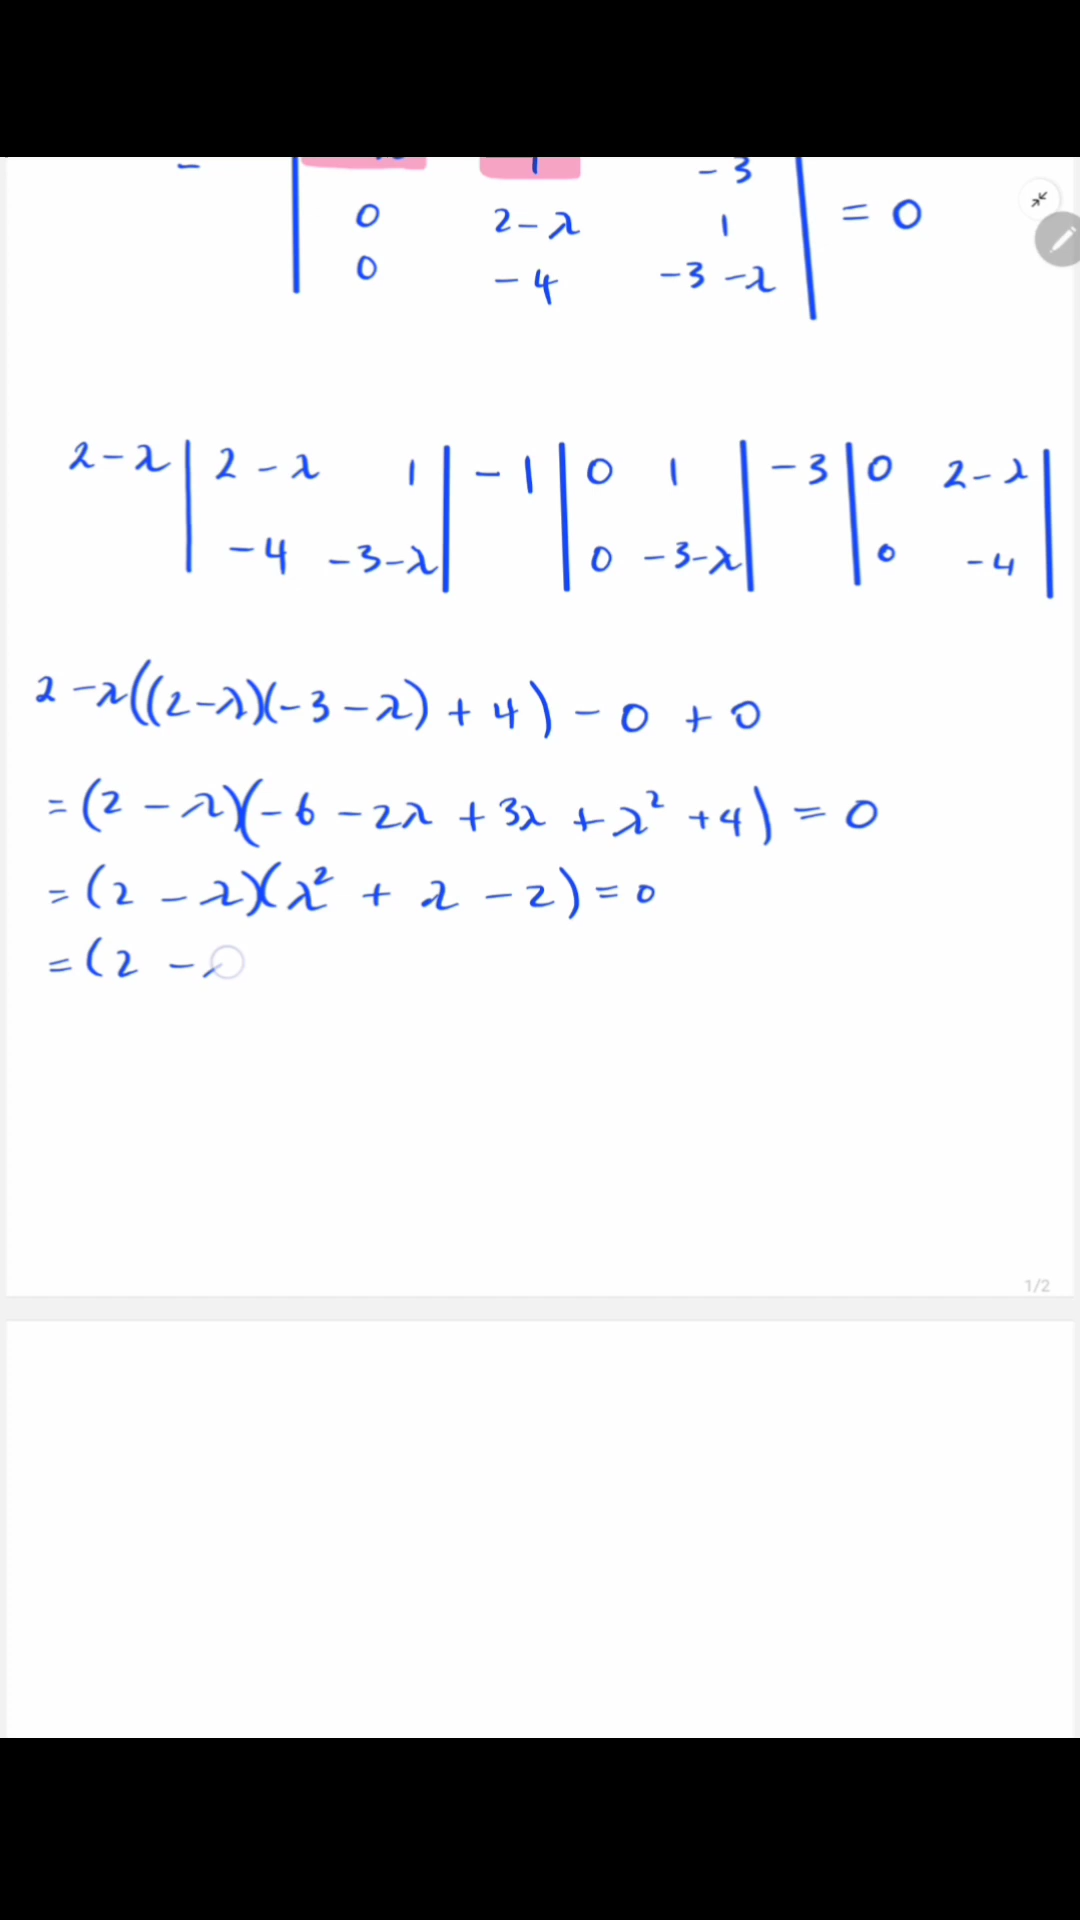 - | 1 -3 |
| 0 2-λ 1 | = 0
| 0 -4 -3-λ |
2-λ | 2-λ 1 | - 1 | 0 1 | -3 | 0 2-λ |
| -4 -3-λ | | 0 -3-λ | | 0 -4 |
2-λ((2-λ)(-3-λ)+4) - 0 + 0
= (2-λ)(-6-2λ+3λ+λ²+4) = 0
= (2-λ)(λ²+λ-2) = 0
= (2 -
1/2